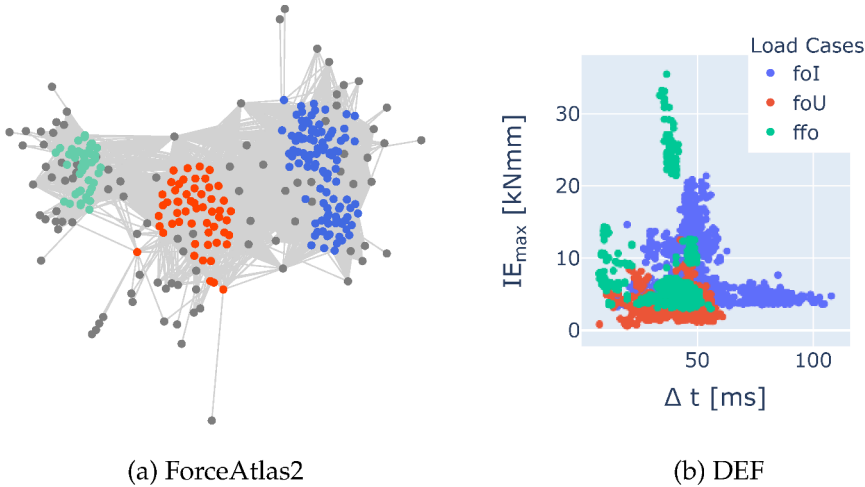 Load Cases
foI
foU
ffo
30
20
10
0
IEmax [kNmm]
50
100
Δ t [ms]
(a) ForceAtlas2
(b) DEF